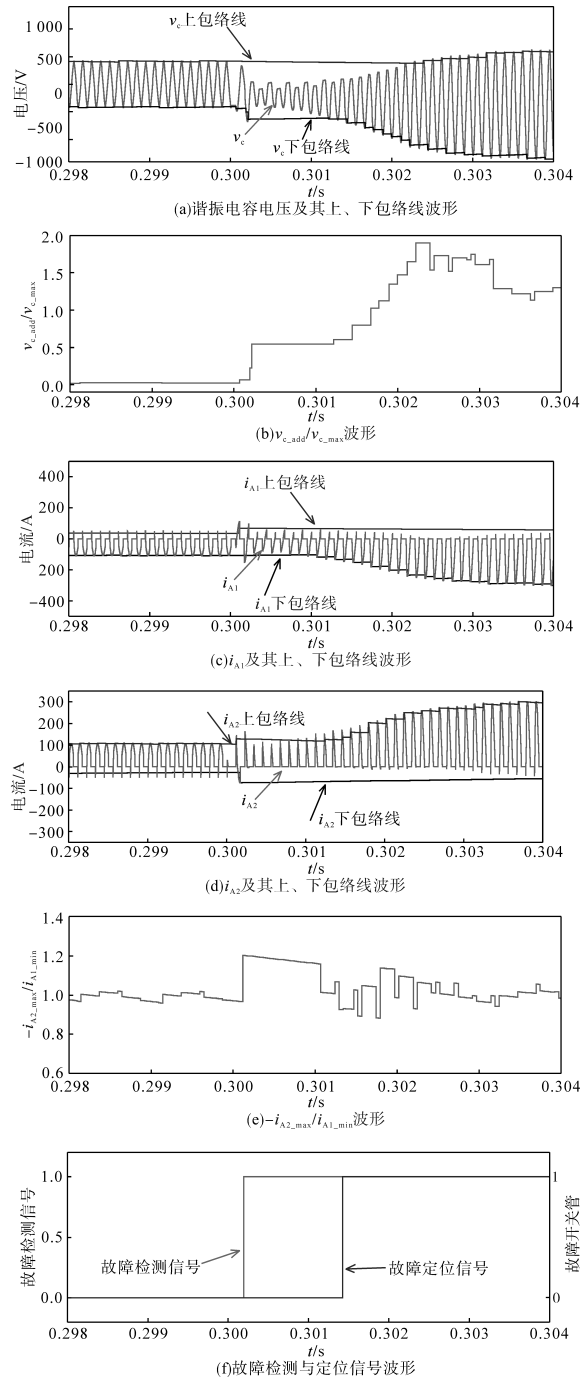 v_c上包络线
1 000
500
0
-500
-1 000
电压/V
v_c
v_c下包络线
0.298 0.299 0.300 0.301 0.302 0.303 0.304
t/s
(a)谐振电容电压及其上、下包络线波形
2.0
1.5
1.0
0.5
0.0
v_c_add/v_c_max
0.298 0.299 0.300 0.301 0.302 0.303 0.304
t/s
(b)v_c_add/v_c_max波形
400
200
0
200
-400
电流/A
i_A1上包络线
i_A1
i_A1下包络线
0.298 0.299 0.300 0.301 0.302 0.303 0.304
t/s
(c)i_A1及其上、下包络线波形
300
200
100
0
-100
-200
-300
电流/A
i_A2上包络线
i_A2
i_A2下包络线
0.298 0.299 0.300 0.301 0.302 0.303 0.304
t/s
(d)i_A2及其上、下包络线波形
1.4
1.2
1.0
0.8
0.6
-i_A2_max/i_A1_min
0.298 0.299 0.300 0.301 0.302 0.303 0.304
t/s
(e)-i_A2_max/i_A1_min波形
1.0
0.5
0.0
故障检测信号
故障检测信号
故障定位信号
1
0
故障开关管
0.298 0.299 0.300 0.301 0.302 0.303 0.304
t/s
(f)故障检测与定位信号波形